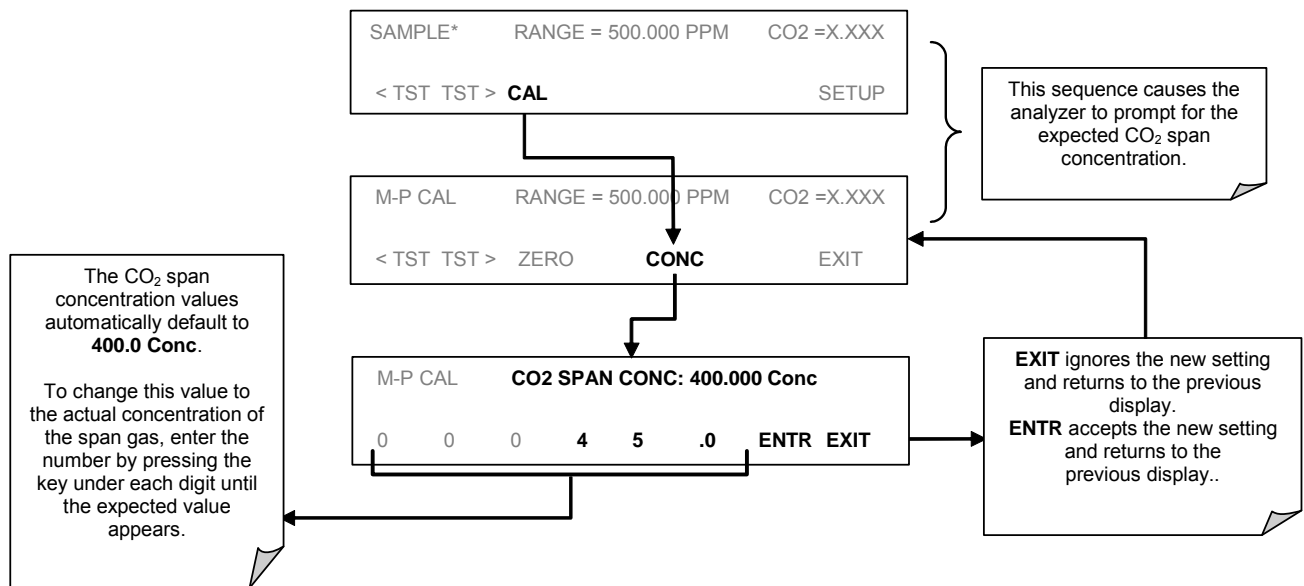 SAMPLE* RANGE = 500.000 PPM CO2 =X.XXX
< TST TST > CAL SETUP
This sequence causes the
analyzer to prompt for the
expected CO₂ span
concentration.
M-P CAL RANGE = 500.000 PPM CO2 =X.XXX
< TST TST > ZERO CONC EXIT
The CO₂ span
concentration values
automatically default to
400.0 Conc.
To change this value to
the actual concentration of
the span gas, enter the
number by pressing the
key under each digit until
the expected value
appears.
M-P CAL CO2 SPAN CONC: 400.000 Conc
0 0 0 4 5 .0 ENTR EXIT
EXIT ignores the new setting
and returns to the previous
display.
ENTR accepts the new setting
and returns to the
previous display..